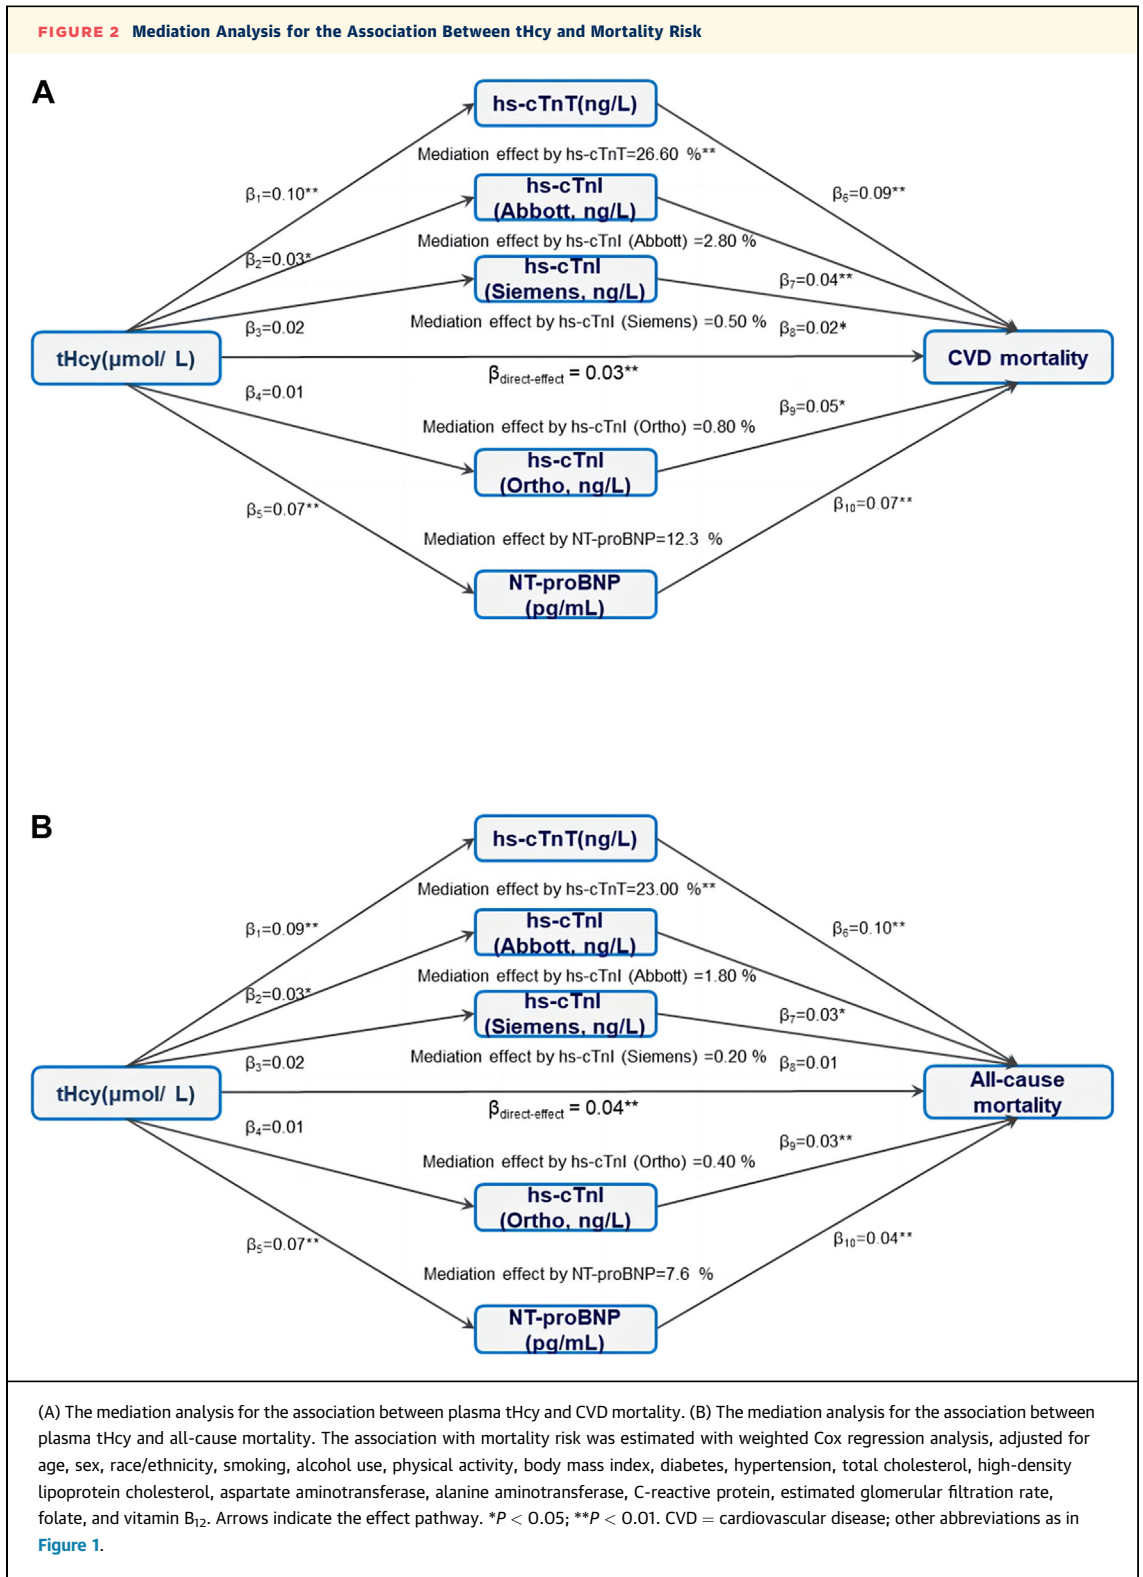 FIGURE 2 Mediation Analysis for the Association Between tHcy and Mortality Risk
A
hs-cTnT(ng/L)
Mediation effect by hs-cTnT=26.60 %**
β₁=0.10**
β₆=0.09**
hs-cTnI
(Abbott, ng/L)
Mediation effect by hs-cTnI (Abbott) =2.80 %
β₂=0.03*
hs-cTnI
(Siemens, ng/L)
β₇=0.04**
Mediation effect by hs-cTnI (Siemens) =0.50 %
β₃=0.02
β₈=0.02*
tHcy(μmol/ L)
CVD mortality
βdirect-effect = 0.03**
β₄=0.01
β₉=0.05*
Mediation effect by hs-cTnI (Ortho) =0.80 %
hs-cTnI
(Ortho, ng/L)
β₅=0.07**
β₁₀=0.07**
Mediation effect by NT-proBNP=12.3 %
NT-proBNP
(pg/mL)
B
hs-cTnT(ng/L)
Mediation effect by hs-cTnT=23.00 %**
β₁=0.09**
β₆=0.10**
hs-cTnI
(Abbott, ng/L)
Mediation effect by hs-cTnI (Abbott) =1.80 %
β₂=0.03*
hs-cTnI
(Siemens, ng/L)
β₇=0.03*
Mediation effect by hs-cTnI (Siemens) =0.20 %
β₃=0.02
β₈=0.01
tHcy(μmol/ L)
All-cause
mortality
βdirect-effect = 0.04**
β₄=0.01
β₉=0.03**
Mediation effect by hs-cTnI (Ortho) =0.40 %
hs-cTnI
(Ortho, ng/L)
β₅=0.07**
β₁₀=0.04**
Mediation effect by NT-proBNP=7.6 %
NT-proBNP
(pg/mL)
(A) The mediation analysis for the association between plasma tHcy and CVD mortality. (B) The mediation analysis for the association between
plasma tHcy and all-cause mortality. The association with mortality risk was estimated with weighted Cox regression analysis, adjusted for
age, sex, race/ethnicity, smoking, alcohol use, physical activity, body mass index, diabetes, hypertension, total cholesterol, high-density
lipoprotein cholesterol, aspartate aminotransferase, alanine aminotransferase, C-reactive protein, estimated glomerular filtration rate,
folate, and vitamin B₁₂. Arrows indicate the effect pathway. *P < 0.05; **P < 0.01. CVD = cardiovascular disease; other abbreviations as in
Figure 1.